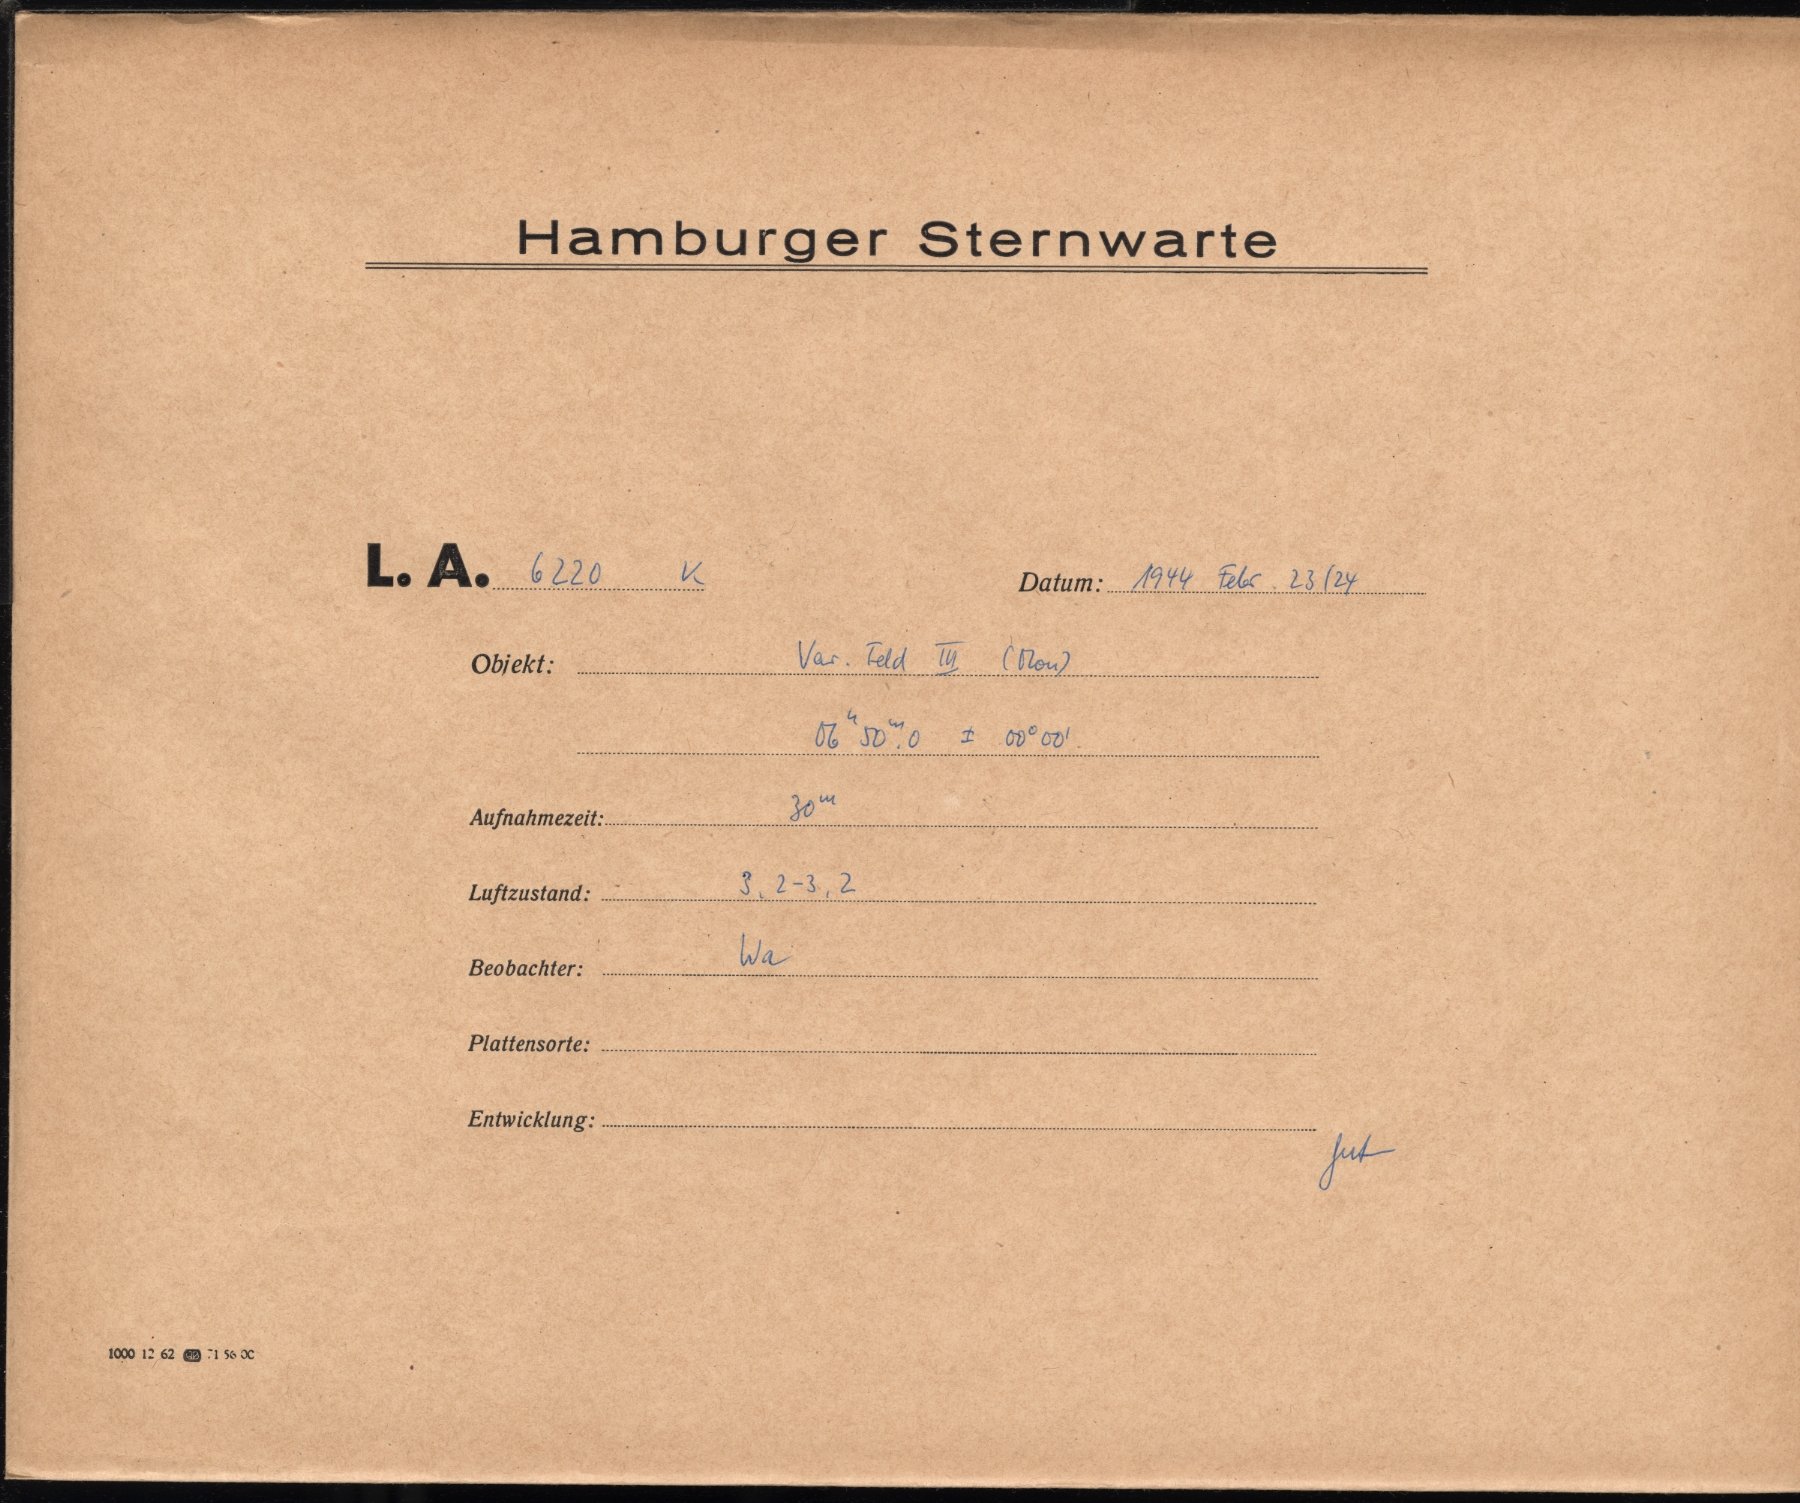 Hamburger Sternwarte
L. A. 6220 K Datum: 1944 Febr. 23/24
Objekt: Var. Feld III (Mon)
06ʰ 50ᵐ.0 ± 00°00'
Aufnahmezeit: 30ᵐ
Luftzustand: 3,2-3,2
Beobachter: Wa
Plattensorte:
Entwicklung:
gut
1000 12 62 71 56 00